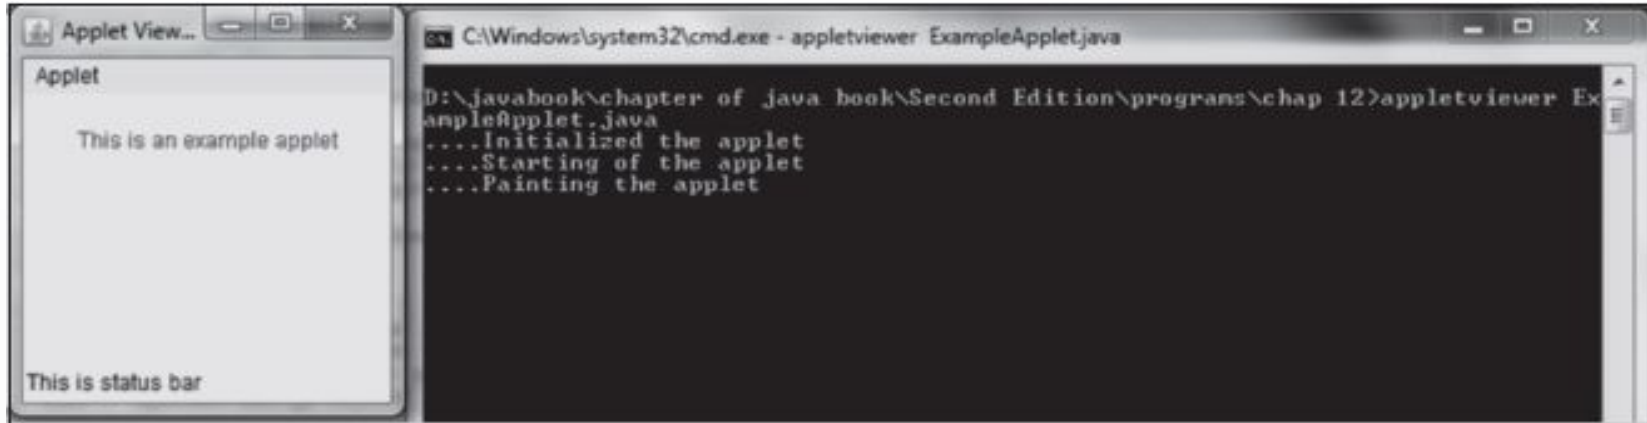 Applet View...
Applet
This is an example applet
This is status bar
C:\Windows\system32\cmd.exe - appletviewer ExampleApplet.java
D:\javabook\chapter of java book\Second Edition\programs\chap 12>appletviewer Ex
ampleApplet.java
....Initialized the applet
....Starting of the applet
....Painting the applet